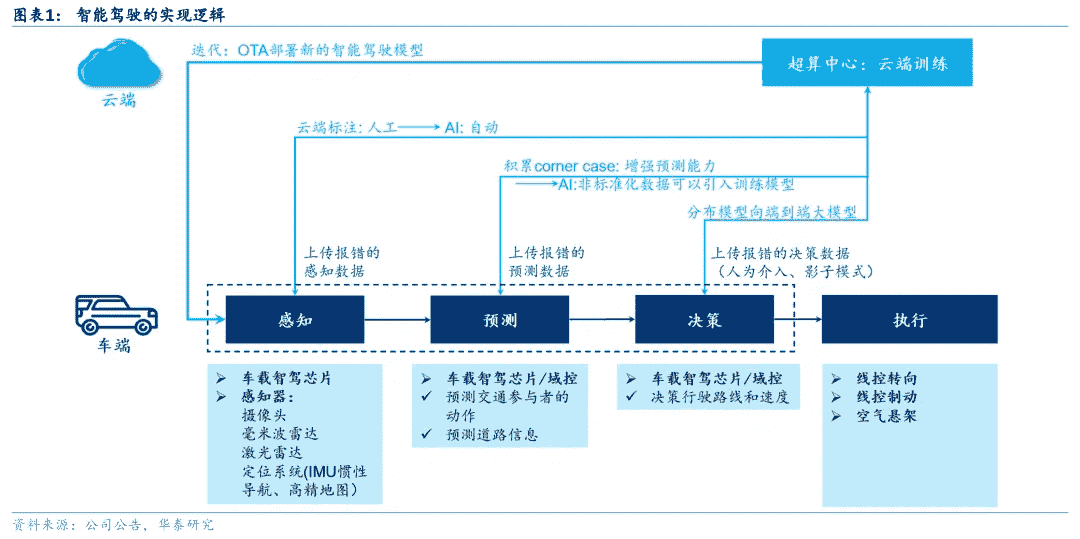 图表1： 智能驾驶的实现逻辑
迭代：OTA部署新的智能驾驶模型
超算中心：云端训练
云端
云端标注: 人工 → AI: 自动
积累corner case: 增强预测能力
→AI:非标准化数据可以引入训练模型
分布模型向端到端大模型
上传报错的
感知数据
上传报错的
预测数据
上传报错的决策数据
（人为介入、影子模式）
车端
感知
预测
决策
执行
➢ 车载智驾芯片
➢ 感知器：
摄像头
毫米波雷达
激光雷达
定位系统(IMU惯性
导航、高精地图）
➢ 车载智驾芯片/域控
✓ 预测交通参与者的
动作
✓ 预测道路信息
➢ 车载智驾芯片/域控
✓ 决策行驶路线和速度
➢ 线控转向
➢ 线控制动
➢ 空气悬架
资料来源：公司公告，华泰研究